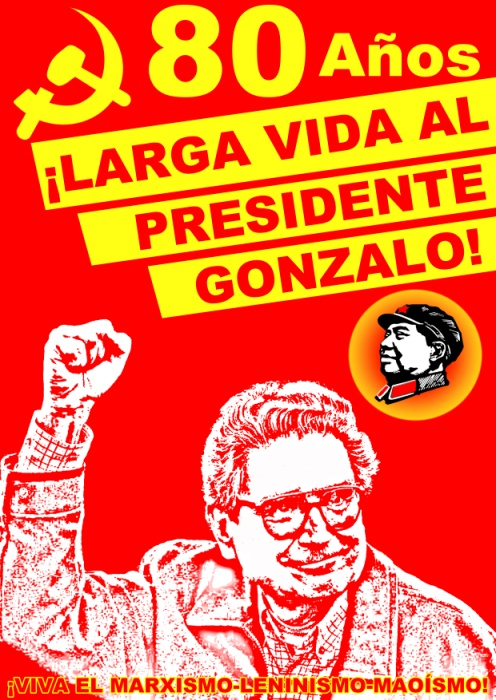 80 Años
¡LARGA VIDA AL
PRESIDENTE
GONZALO!
¡VIVA EL MARXISMO-LENINISMO-MAOÍSMO!